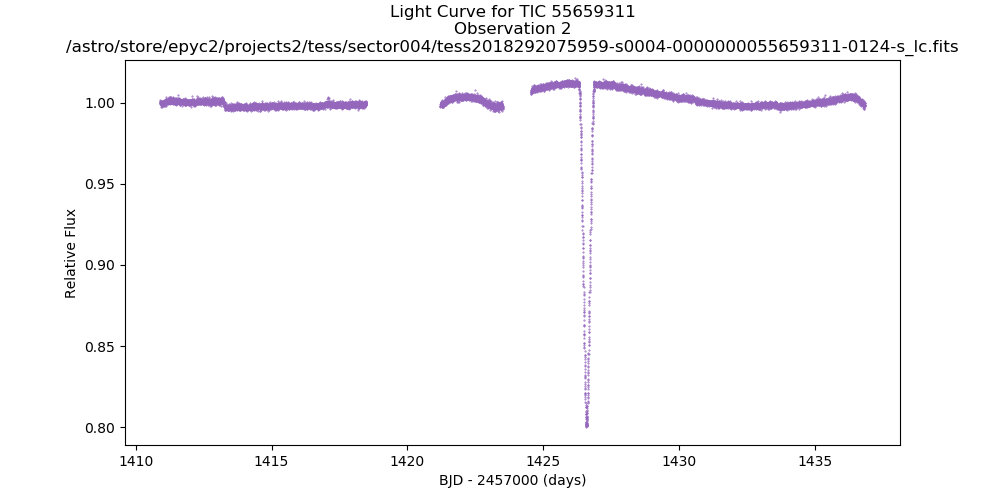 Light Curve for TIC 55659311
Observation 2
/astro/store/epyc2/projects2/tess/sector004/tess2018292075959-s0004-0000000055659311-0124-s_lc.fits
1.00
0.95
0.90
0.85
0.80
Relative Flux
1410 1415 1420 1425 1430 1435
BJD - 2457000 (days)